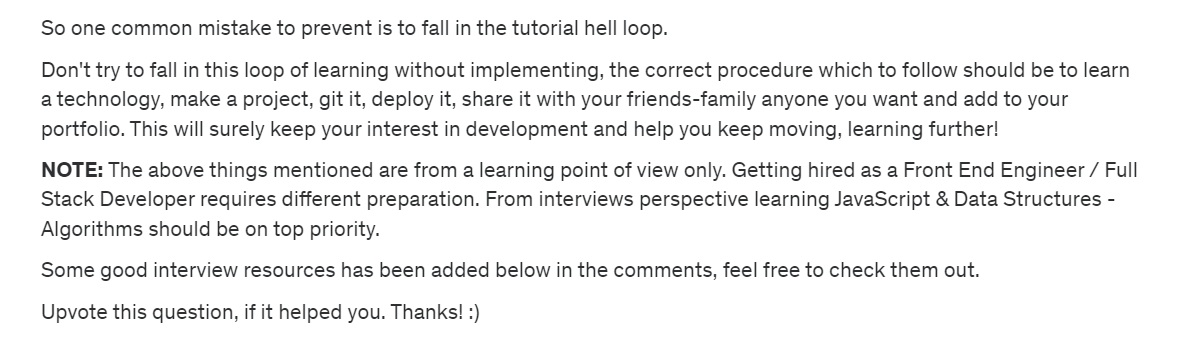 So one common mistake to prevent is to fall in the tutorial hell loop.
Don't try to fall in this loop of learning without implementing, the correct procedure which to follow should be to learn
a technology, make a project, git it, deploy it, share it with your friends-family anyone you want and add to your
portfolio. This will surely keep your interest in development and help you keep moving, learning further!
NOTE: The above things mentioned are from a learning point of view only. Getting hired as a Front End Engineer / Full
Stack Developer requires different preparation. From interviews perspective learning JavaScript & Data Structures -
Algorithms should be on top priority.
Some good interview resources has been added below in the comments, feel free to check them out.
Upvote this question, if it helped you. Thanks! :)